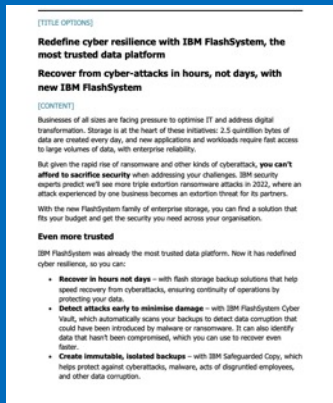 [TITLE OPTIONS]
Redefine cyber resilience with IBM FlashSystem, the
most trusted data platform
Recover from cyber-attacks in hours, not days, with
new IBM FlashSystem
[CONTENT]
Businesses of all sizes are facing pressure to optimise IT and address digital
transformation. Storage is at the heart of these initiatives: 2.5 quintillion bytes of
data are created every day, and new applications and workloads require fast access
to large volumes of data, with enterprise reliability.
But given the rapid rise of ransomware and other kinds of cyberattack, you can't
afford to sacrifice security when addressing your challenges. IBM security
experts predict we'll see more triple extortion ransomware attacks in 2022, where an
attack experienced by one business becomes an extortion threat for its partners.
With the new FlashSystem family of enterprise storage, you can find a solution that
fits your budget and get the security you need across your organisation.
Even more trusted
IBM FlashSystem was already the most trusted data platform. Now it has redefined
cyber resilience, so you can:
• Recover in hours not days – with flash storage backup solutions that help
speed recovery from cyberattacks, ensuring continuity of operations by
protecting your data.
• Detect attacks early to minimise damage – with IBM FlashSystem Cyber
Vault, which automatically scans your backups to detect data corruption that
could have been introduced by malware or ransomware. It can also identify
data that hasn't been compromised, which you can use to recover even
faster.
• Create immutable, isolated backups – with IBM Safeguarded Copy, which
helps protect against cyberattacks, malware, acts of disgruntled employees,
and other data corruption.